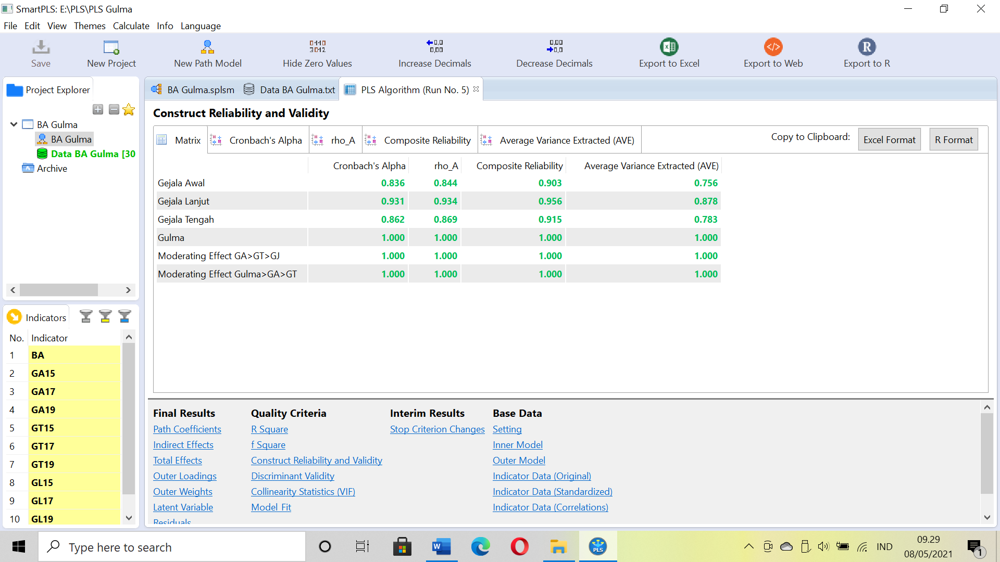 SmartPLS: E:\PLS\PLS Gulma
File Edit View Themes Calculate Info Language
Save New Project New Path Model Hide Zero Values Increase Decimals Decrease Decimals Export to Excel Export to Web Export to R
Project Explorer
BA Gulma
BA Gulma
Data BA Gulma [30
Archive
Indicators
No. Indicator
1 BA
2 GA15
3 GA17
4 GA19
5 GT15
6 GT17
7 GT19
8 GL15
9 GL17
10 GL19
BA Gulma.splsm Data BA Gulma.txt PLS Algorithm (Run No. 5)
Construct Reliability and Validity
Matrix Cronbach's Alpha rho_A Composite Reliability Average Variance Extracted (AVE) Copy to Clipboard: Excel Format R Format
Cronbach's Alpha rho_A Composite Reliability Average Variance Extracted (AVE)
Gejala Awal 0.836 0.844 0.903 0.756
Gejala Lanjut 0.931 0.934 0.956 0.878
Gejala Tengah 0.862 0.869 0.915 0.783
Gulma 1.000 1.000 1.000 1.000
Moderating Effect GA>GT>GJ 1.000 1.000 1.000 1.000
Moderating Effect Gulma>GA>GT 1.000 1.000 1.000 1.000
Final Results Quality Criteria Interim Results Base Data
Path Coefficients R Square Stop Criterion Changes Setting
Indirect Effects f Square Inner Model
Total Effects Construct Reliability and Validity Outer Model
Outer Loadings Discriminant Validity Indicator Data (Original)
Outer Weights Collinearity Statistics (VIF) Indicator Data (Standardized)
Latent Variable Model_Fit Indicator Data (Correlations)
Residuals
Type here to search
IND
09.29
08/05/2021
1